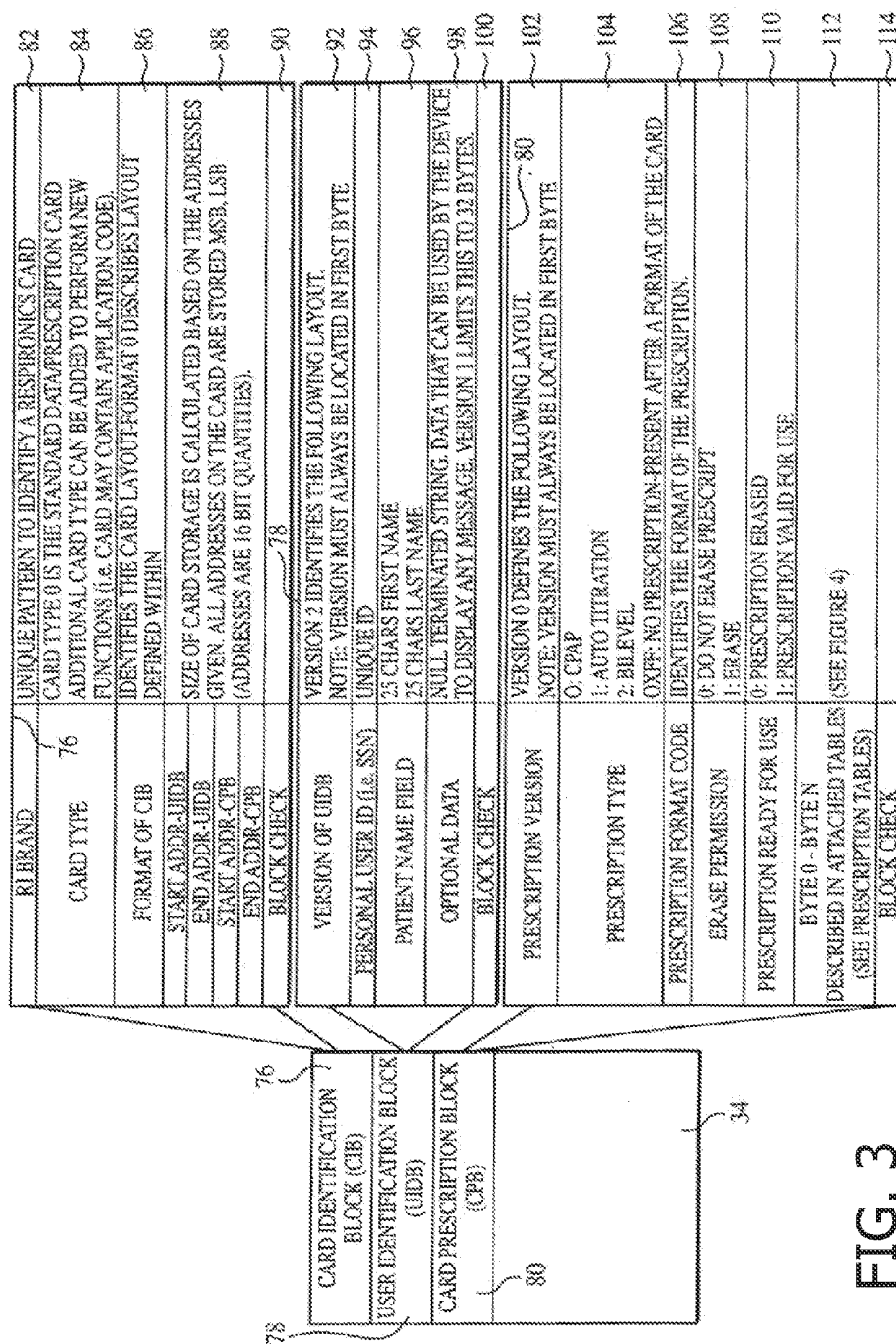 CARD IDENTIFICATION
BLOCK (CIB)
76
USER IDENTIFICATION BLOCK
(UIDB)
78
CARD PRESCRIPTION BLOCK
(CPB)
80
34
RI BRAND
UNIQUE PATTERN TO IDENTIFY A RESPIRONICS CARD
82
76
CARD TYPE
CARD TYPE 0 IS THE STANDARD DATA/PRESCRIPTION CARD
ADDITIONAL CARD TYPE CAN BE ADDED TO PERFORM NEW
FUNCTIONS (i.e. CARD MAY CONTAIN APPLICATION CODE).
84
FORMAT OF CIB
IDENTIFIES THE CARD LAYOUT-FORMAT 0 DESCRIBES LAYOUT
DEFINED WITHIN
86
START ADDR-UIDB
END ADDR-UIDB
START ADDR-CPB
END ADDR-CPB
SIZE OF CARD STORAGE IS CALCULATED BASED ON THE ADDRESSES
GIVEN. ALL ADDRESSES ON THE CARD ARE STORED MSB, LSB
(ADDRESSES ARE 16 BIT QUANTITIES).
88
BLOCK CHECK
78
90
VERSION OF UIDB
VERSION 2 IDENTIFIES THE FOLLOWING LAYOUT.
NOTE: VERSION MUST ALWAYS BE LOCATED IN FIRST BYTE
92
PERSONAL USER ID (i.e. SSN)
UNIQUE ID
94
PATIENT NAME FIELD
25 CHARS FIRST NAME
25 CHARS LAST NAME
96
OPTIONAL DATA
NULL TERMINATED STRING. DATA THAT CAN BE USED BY THE DEVICE
TO DISPLAY ANY MESSAGE. VERSION 1 LIMITS THIS TO 32 BYTES.
98
BLOCK CHECK
100
PRESCRIPTION VERSION
VERSION 0 DEFINES THE FOLLOWING LAYOUT.
NOTE: VERSION MUST ALWAYS BE LOCATED IN FIRST BYTE
80
102
PRESCRIPTION TYPE
O: CPAP
1: AUTO TITRATION
2: BILEVEL
OXFF: NO PRESCRIPTION-PRESENT AFTER A FORMAT OF THE CARD
104
PRESCRIPTION FORMAT CODE
IDENTIFIES THE FORMAT OF THE PRESCRIPTION.
106
ERASE PERMISSION
0: DO NOT ERASE PRESCRIPT
1: ERASE
108
PRESCRIPTION READY FOR USE
0: PRESCRIPTION ERASED
1: PRESCRIPTION VALID FOR USE
110
BYTE 0 - BYTE N
DESCRIBED IN ATTACHED TABLES (SEE FIGURE 4)
(SEE PRESCRIPTION TABLES)
112
BLOCK CHECK
114
FIG. 3